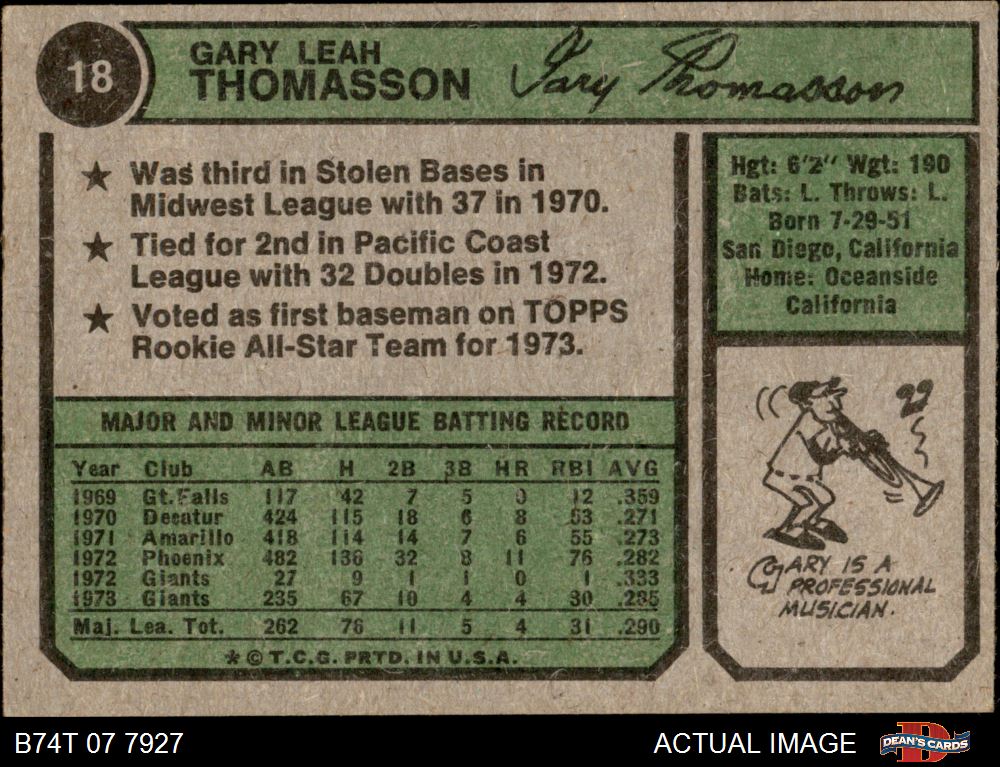 18
GARY LEAH
THOMASSON
Gary Thomasson
★ Was third in Stolen Bases in
Midwest League with 37 in 1970.
★ Tied for 2nd in Pacific Coast
League with 32 Doubles in 1972.
★ Voted as first baseman on TOPPS
Rookie All-Star Team for 1973.
MAJOR AND MINOR LEAGUE BATTING RECORD
Year Club AB H 2B 3B HR RBI AVG
1969 Gt. Falls 117 42 7 5 0 12 .359
1970 Decatur 424 115 18 6 8 53 .271
1971 Amarillo 418 114 14 7 6 55 .273
1972 Phoenix 482 136 32 8 11 76 .282
1972 Giants 27 9 1 1 0 1 .333
1973 Giants 235 67 10 4 4 30 .285
Maj. Lea. Tot. 262 76 11 5 4 31 .290
* © T.C.G. PRTD. IN U.S.A.
Hgt: 6'2" Wgt: 190
Bats: L. Throws: L.
Born 7-29-51
San Diego, California
Home: Oceanside
California
GARY IS A
PROFESSIONAL
MUSICIAN.
B74T 07 7927
ACTUAL IMAGE
DEAN'S CARDS